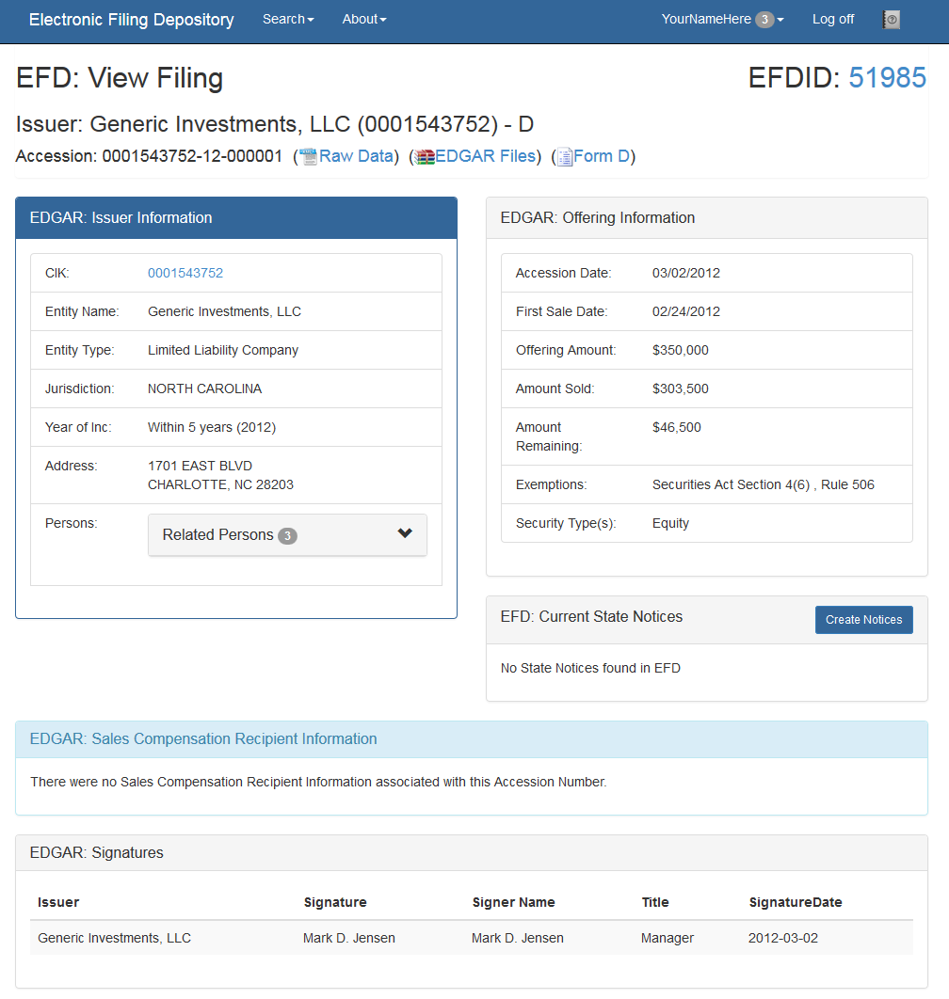 Electronic Filing Depository Search About YourNameHere 3 Log off
EFD: View Filing EFDID: 51985
Issuer: Generic Investments, LLC (0001543752) - D
Accession: 0001543752-12-000001 (Raw Data) (EDGAR Files) (Form D)
EDGAR: Issuer Information
CIK: 0001543752
Entity Name: Generic Investments, LLC
Entity Type: Limited Liability Company
Jurisdiction: NORTH CAROLINA
Year of Inc: Within 5 years (2012)
Address: 1701 EAST BLVD
CHARLOTTE, NC 28203
Persons: Related Persons 3
EDGAR: Offering Information
Accession Date: 03/02/2012
First Sale Date: 02/24/2012
Offering Amount: $350,000
Amount Sold: $303,500
Amount $46,500
Remaining:
Exemptions: Securities Act Section 4(6) , Rule 506
Security Type(s): Equity
EFD: Current State Notices Create Notices
No State Notices found in EFD
EDGAR: Sales Compensation Recipient Information
There were no Sales Compensation Recipient Information associated with this Accession Number.
EDGAR: Signatures
Issuer Signature Signer Name Title SignatureDate
Generic Investments, LLC Mark D. Jensen Mark D. Jensen Manager 2012-03-02